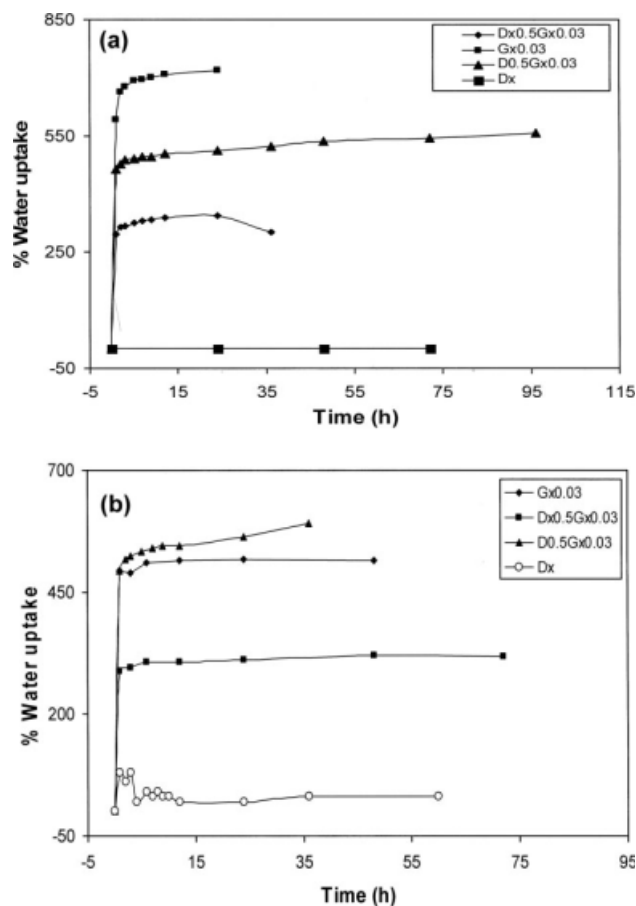 (a)
Dx0.5Gx0.03
Gx0.03
D0.5Gx0.03
Dx
% Water uptake
850
550
250
-50
-5 15 35 55 75 95 115
Time (h)
(b)
Gx0.03
Dx0.5Gx0.03
D0.5Gx0.03
Dx
% Water uptake
700
450
200
-50
-5 15 35 55 75 95
Time (h)